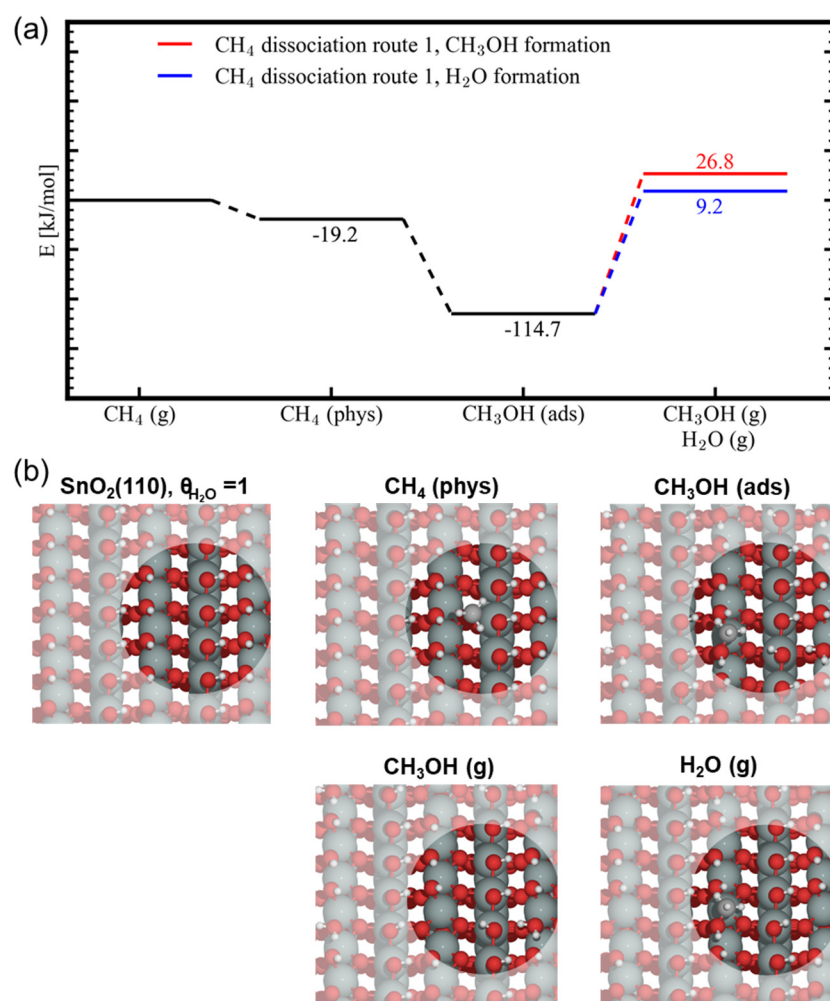 (a)
CH₄ dissociation route 1, CH₃OH formation
CH₄ dissociation route 1, H₂O formation
E [kJ/mol]
26.8
9.2
-19.2
-114.7
CH₄ (g)
CH₄ (phys)
CH₃OH (ads)
CH₃OH (g)
H₂O (g)
(b)
SnO₂(110), θ_H₂O =1
CH₄ (phys)
CH₃OH (ads)
CH₃OH (g)
H₂O (g)